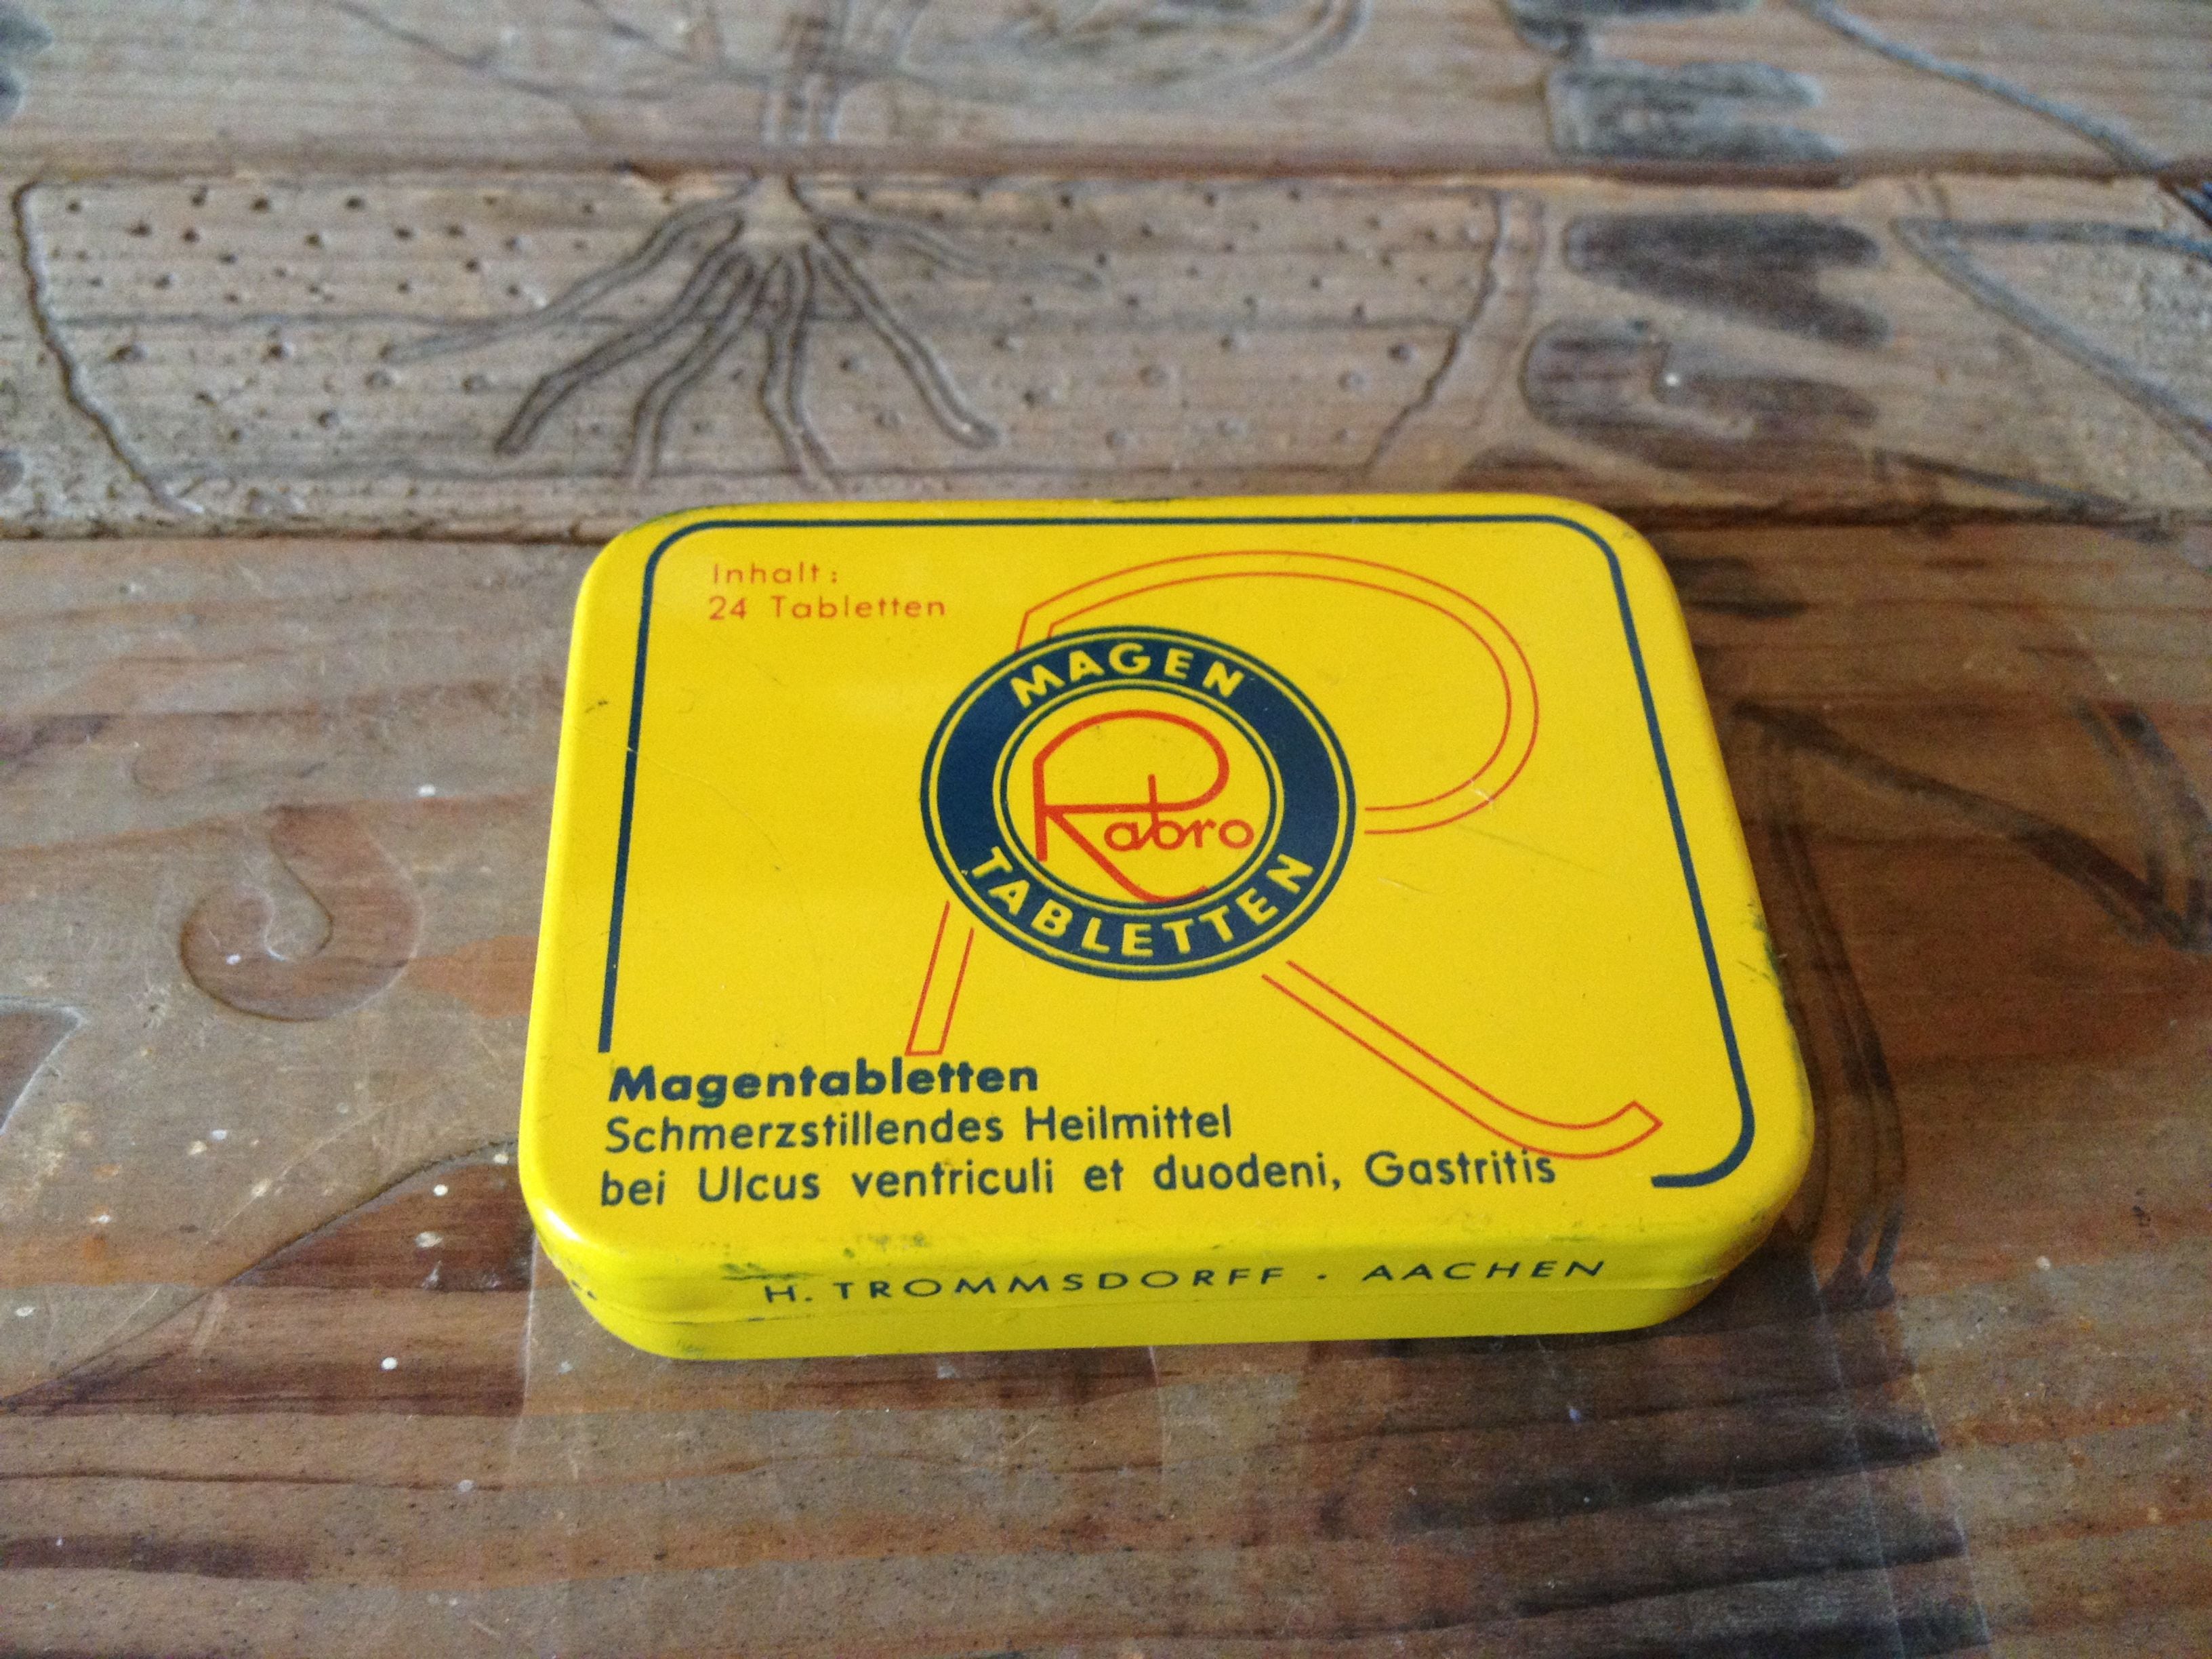 Inhalt:
24 Tabletten
MAGEN
Rabro
TABLETTEN
Magentabletten
Schmerzstillendes Heilmittel
bei Ulcus ventriculi et duodeni, Gastritis
H. TROMMSDORFF · AACHEN